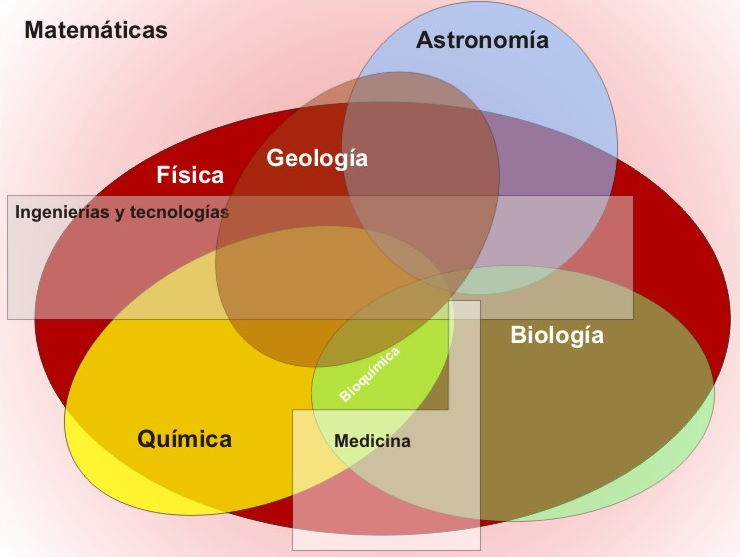 Matemáticas
Astronomía
Geología
Física
Ingenierías y tecnologías
Biología
Bioquímica
Química
Medicina